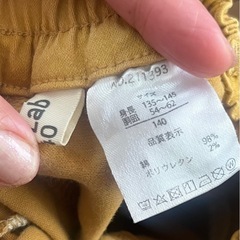 Lab
サイズ
身長 135～145
胴囲 54～62
140
品質表示
綿 98%
ポリウレタン 2%